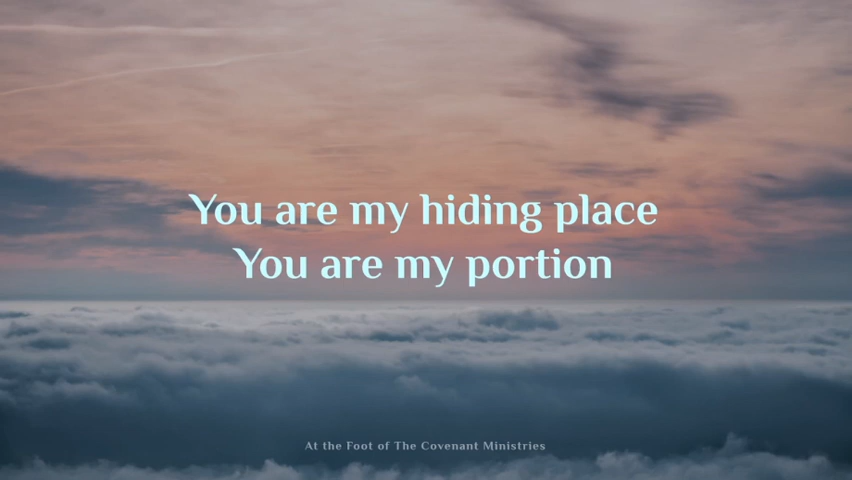 You are my hiding place
You are my portion
At the Foot of The Covenant Ministries